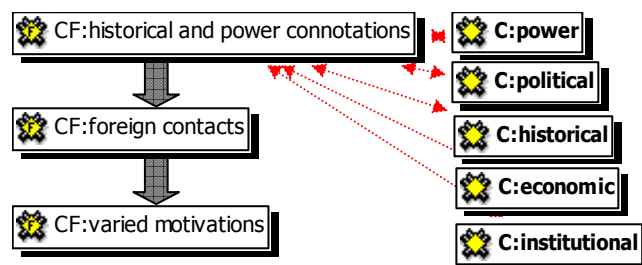 CF:historical and power connotations
CF:foreign contacts
CF:varied motivations
C:power
C:political
C:historical
C:economic
C:institutional